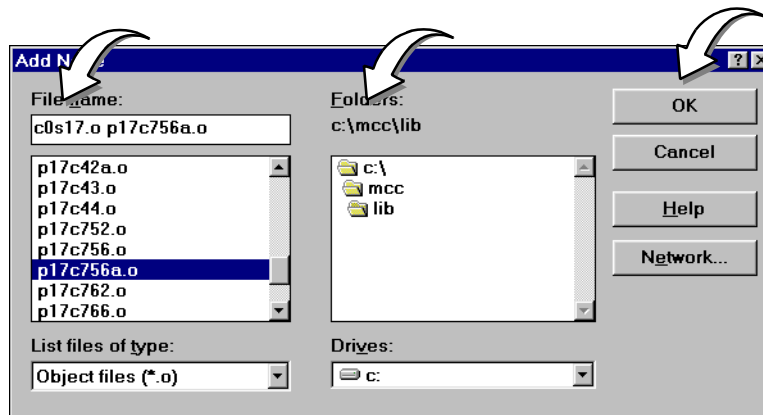 Add N e
File name:
c0s17.o p17c756a.o
p17c42a.o
p17c43.o
p17c44.o
p17c752.o
p17c756.o
p17c756a.o
p17c762.o
p17c766.o
List files of type:
Object files (*.o)
Folders:
c:\mcc\lib
c:\
mcc
lib
Drives:
c:
OK
Cancel
Help
Network...